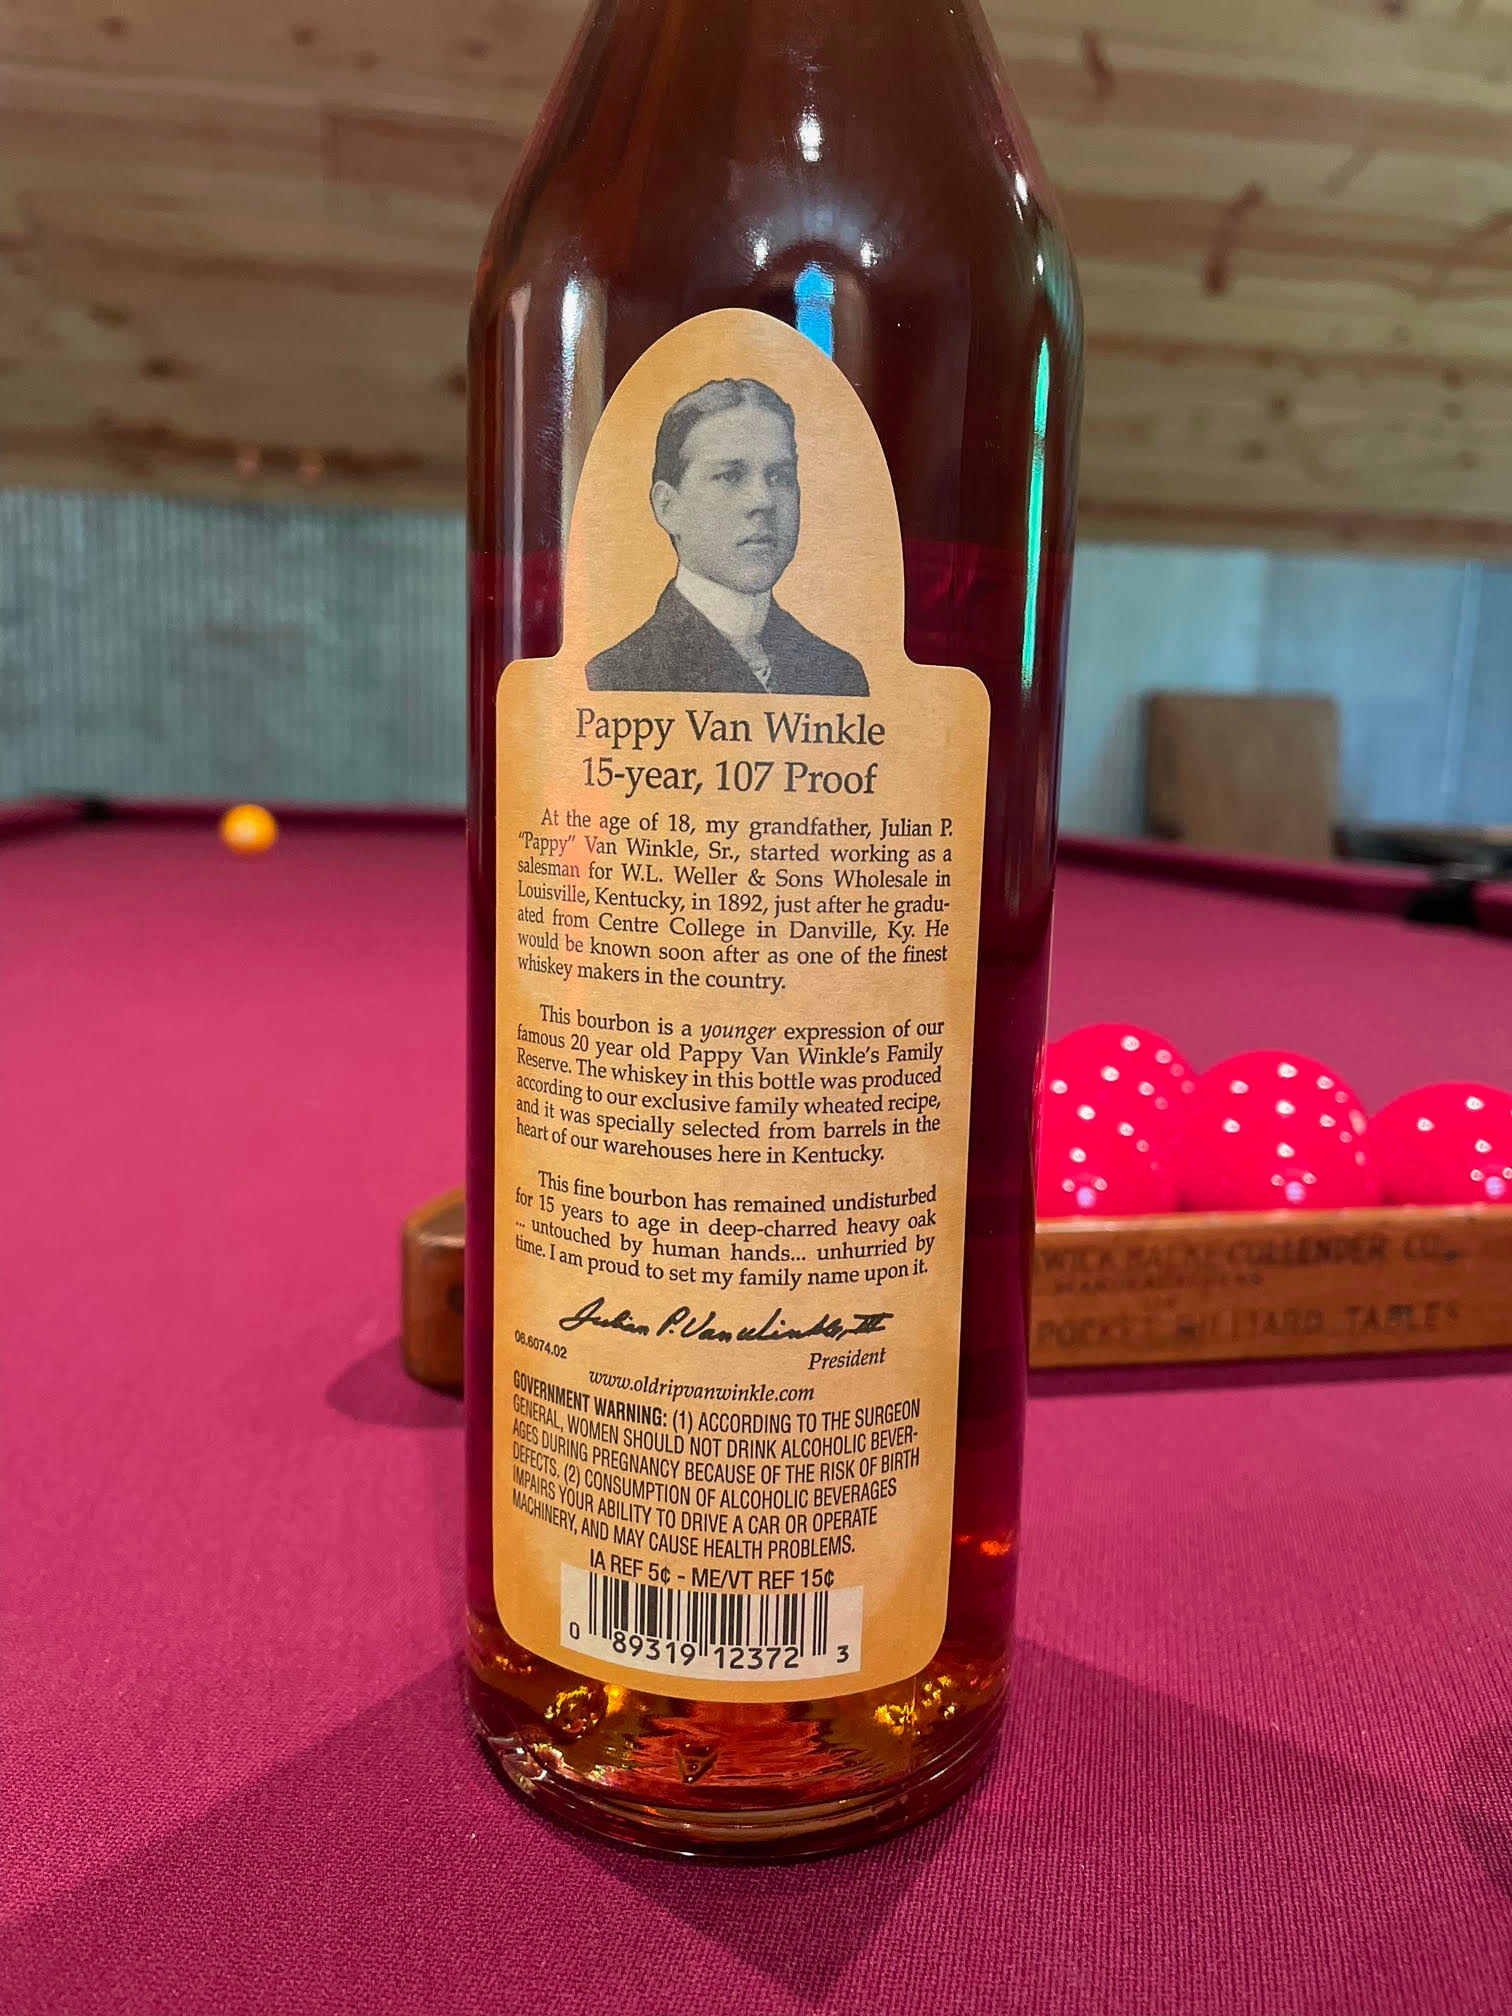 Pappy Van Winkle
15-year, 107 Proof
At the age of 18, my grandfather, Julian P.
"Pappy" Van Winkle, Sr., started working as a
salesman for W.L. Weller & Sons Wholesale in
Louisville, Kentucky, in 1892, just after he gradu-
ated from Centre College in Danville, Ky. He
would be known soon after as one of the finest
whiskey makers in the country.
This bourbon is a younger expression of our
famous 20 year old Pappy Van Winkle's Family
Reserve. The whiskey in this bottle was produced
according to our exclusive family wheated recipe,
and it was specially selected from barrels in the
heart of our warehouses here in Kentucky.
This fine bourbon has remained undisturbed
for 15 years to age in deep-charred heavy oak
... untouched by human hands... unhurried by
time. I am proud to set my family name upon it.
Julian P. Van Winkle, III
06.6074.02
President
www.oldripvanwinkle.com
GOVERNMENT WARNING: (1) ACCORDING TO THE SURGEON
GENERAL, WOMEN SHOULD NOT DRINK ALCOHOLIC BEVER-
AGES DURING PREGNANCY BECAUSE OF THE RISK OF BIRTH
DEFECTS. (2) CONSUMPTION OF ALCOHOLIC BEVERAGES
IMPAIRS YOUR ABILITY TO DRIVE A CAR OR OPERATE
MACHINERY, AND MAY CAUSE HEALTH PROBLEMS.
IA REF 5¢ - ME/VT REF 15¢
0 89319 12372 3
WICK BALKE COLLENDER CO.
POCKET BILLIARD TABLES